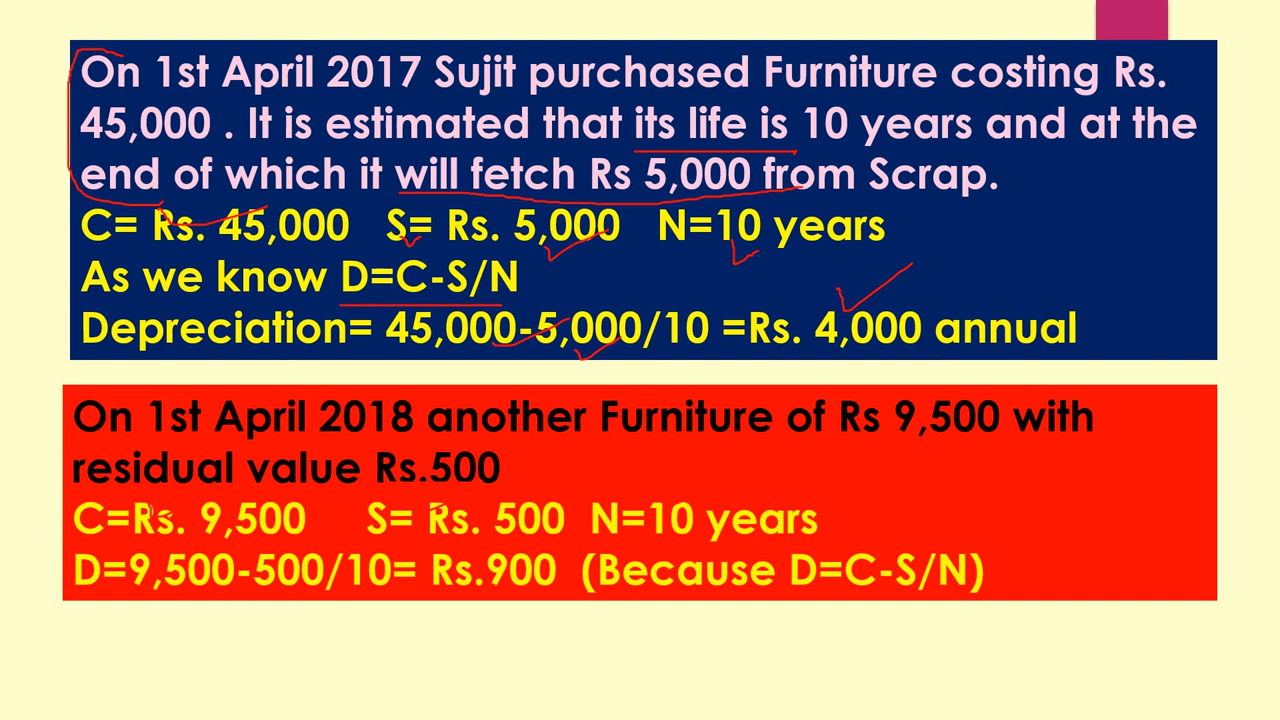 On 1st April 2017 Sujit purchased Furniture costing Rs.
45,000 . It is estimated that its life is 10 years and at the
end of which it will fetch Rs 5,000 from Scrap.
C= Rs. 45,000 S= Rs. 5,000 N=10 years
As we know D=C-S/N
Depreciation= 45,000-5,000/10 =Rs. 4,000 annual
On 1st April 2018 another Furniture of Rs 9,500 with
residual value Rs.500
C=Rs. 9,500 S= Rs. 500 N=10 years
D=9,500-500/10= Rs.900 (Because D=C-S/N)